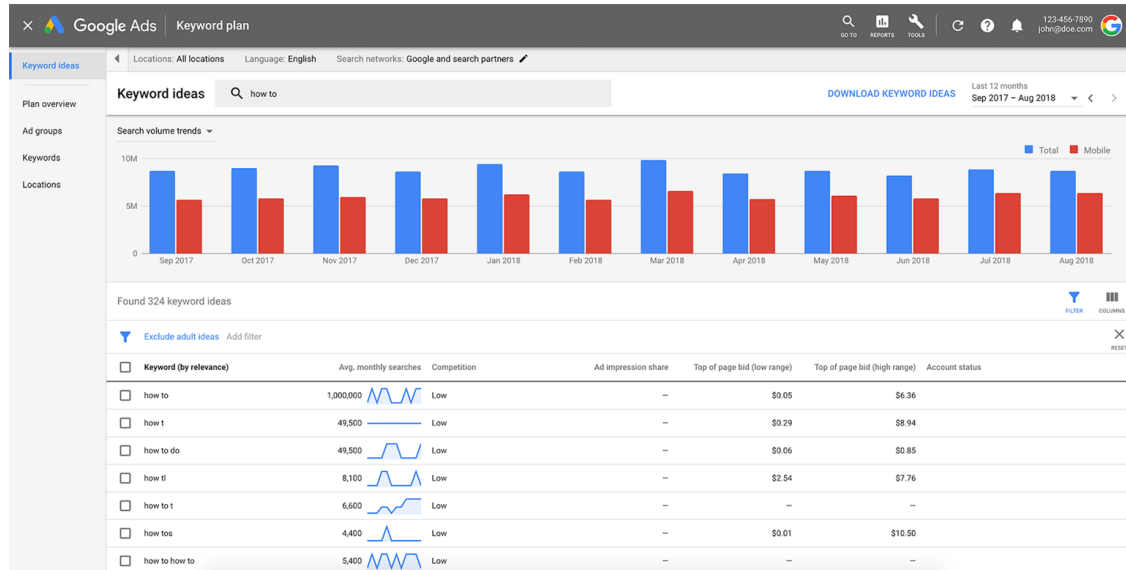 Google Ads Keyword plan
GO TO REPORTS TOOLS
123-456-7890
john@doe.com
Keyword ideas
Plan overview
Ad groups
Keywords
Locations
Locations: All locations Language: English Search networks: Google and search partners
Keyword ideas how to DOWNLOAD KEYWORD IDEAS
Last 12 months
Sep 2017 – Aug 2018
Search volume trends
Total Mobile
10M
5M
0
Sep 2017 Oct 2017 Nov 2017 Dec 2017 Jan 2018 Feb 2018 Mar 2018 Apr 2018 May 2018 Jun 2018 Jul 2018 Aug 2018
Found 324 keyword ideas
FILTER COLUMNS
Exclude adult ideas Add filter
RESET
Keyword (by relevance) Avg. monthly searches Competition Ad impression share Top of page bid (low range) Top of page bid (high range) Account status
how to 1,000,000 Low – $0.05 $6.36
how t 49,500 Low – $0.29 $8.94
how to do 49,500 Low – $0.06 $0.85
how tl 8,100 Low – $2.54 $7.76
how to t 6,600 Low – – –
how tos 4,400 Low – $0.01 $10.50
how to how to 5,400 Low – – –